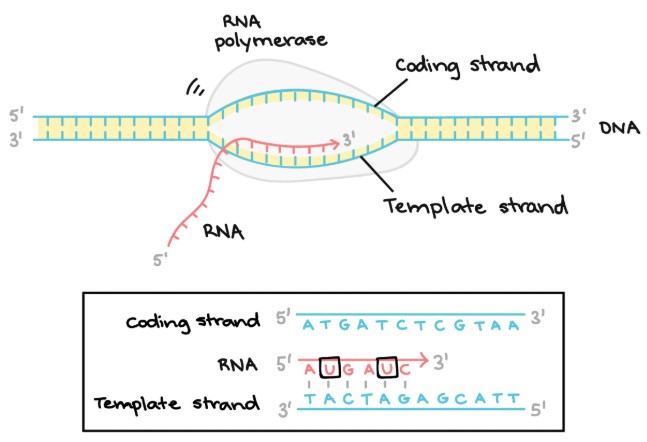 RNA
polymerase
Coding strand
5' 3'
3' 5' DNA
3'
Template strand
RNA
5'
Coding strand 5' ATGATCTCGTAA 3'
RNA 5' AUGAUC 3'
Template strand 3' TACTAGAGCATT 5'